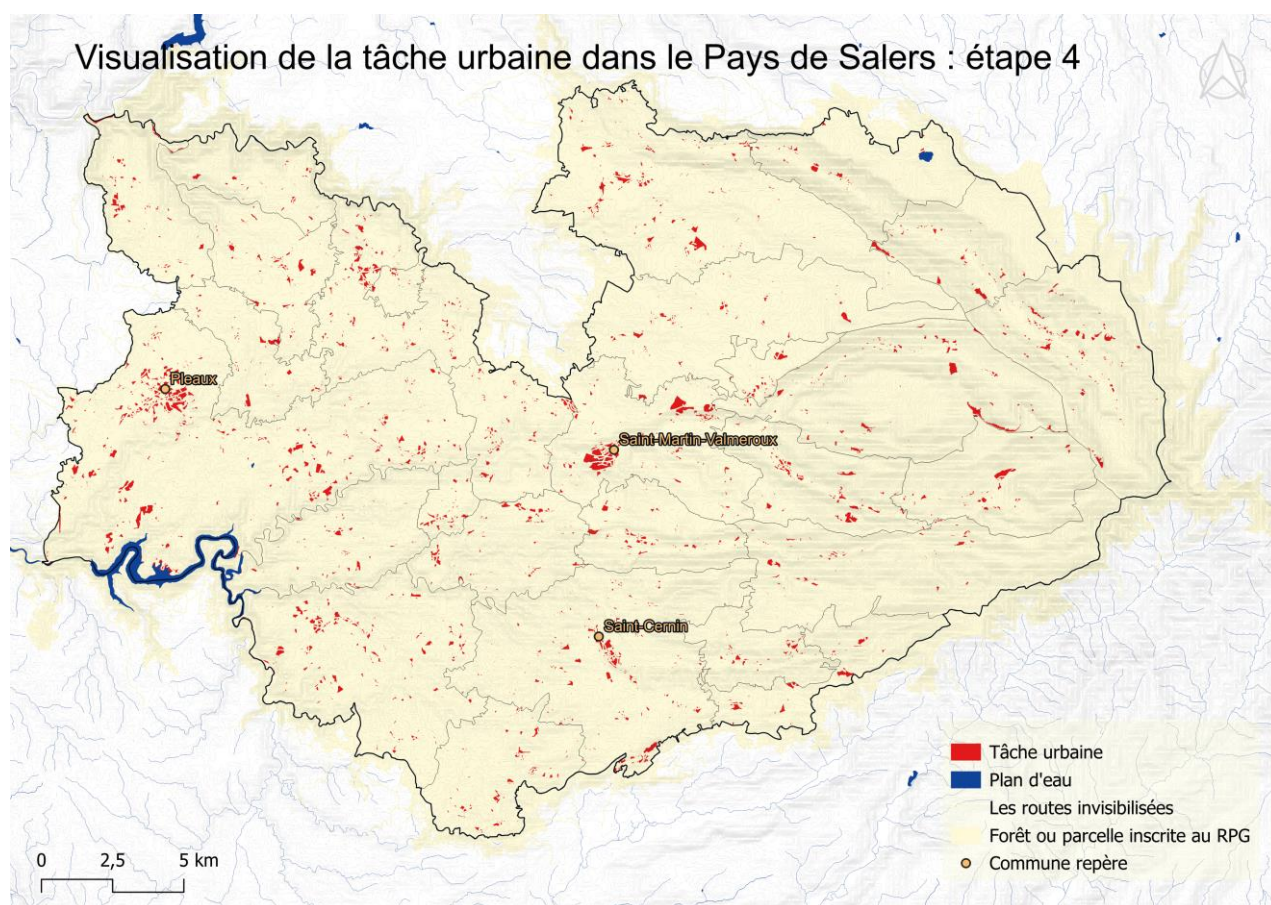 Visualisation de la tâche urbaine dans le Pays de Salers : étape 4
Pleaux
Saint-Martin-Valmeroux
Saint-Cernin
Tâche urbaine
Plan d'eau
Les routes invisibilisées
Forêt ou parcelle inscrite au RPG
Commune repère
0 2,5 5 km